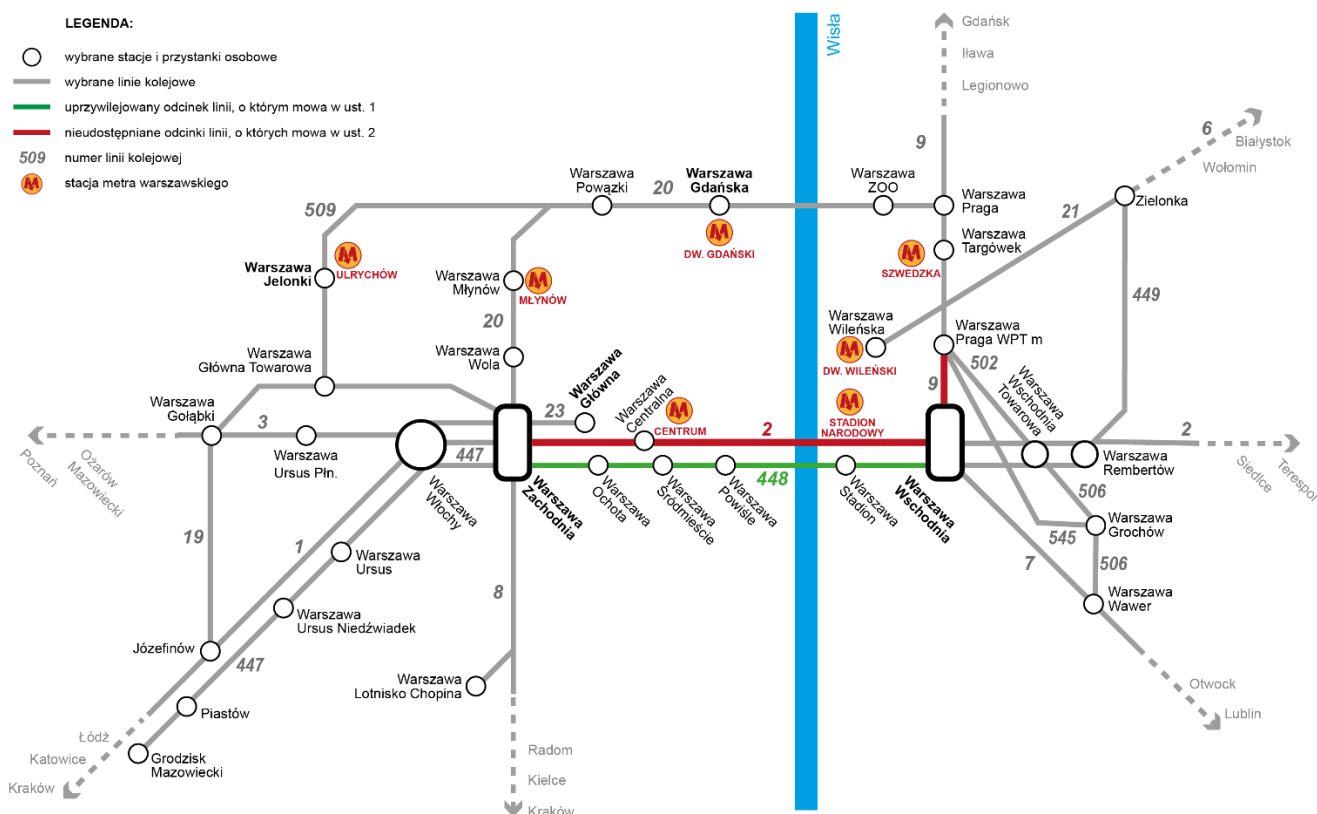 LEGENDA:
wybrane stacje i przystanki osobowe
wybrane linie kolejowe
uprzywilejowany odcinek linii, o którym mowa w ust. 1
nieudostępniane odcinki linii, o których mowa w ust. 2
509 numer linii kolejowej
M stacja metra warszawskiego
Wisła
Gdańsk
Iława
Legionowo
9
6
Białystok
Wołomin
Zielonka
21
449
509
Warszawa
Powązki
20
Warszawa
Gdańska
M
DW. GDAŃSKI
Warszawa
ZOO
Warszawa
Praga
Warszawa
Targówek
M
SZWEDZKA
Warszawa
Jelonki
M
ULRYCHÓW
Warszawa
Młynów
M
MŁYNÓW
20
Warszawa
Wola
Warszawa
Wileńska
M
DW. WILEŃSKI
Warszawa
Praga WPT m
502
9
Warszawa
Wschodnia
Towarowa
Warszawa
Główna Towarowa
Warszawa
Gołąbki
3
Warszawa
Ursus Płn.
Poznań
Ożarów
Mazowiecki
447
Warszawa
Włochy
23
Warszawa
Główna
Warszawa
Centralna
M
CENTRUM
2
M
STADION
NARODOWY
Warszawa
Zachodnia
Warszawa
Ochota
Warszawa
Śródmieście
Warszawa
Powiśle
448
Warszawa
Stadion
Warszawa
Wschodnia
2
Warszawa
Rembertów
Siedlce
Terespol
506
Warszawa
Grochów
545
506
7
Warszawa
Wawer
Otwock
Lublin
19
1
Warszawa
Ursus
Warszawa
Ursus Niedźwiadek
Józefinów
447
Piastów
Grodzisk
Mazowiecki
Łódź
Katowice
Kraków
8
Warszawa
Lotnisko Chopina
Radom
Kielce
Kraków